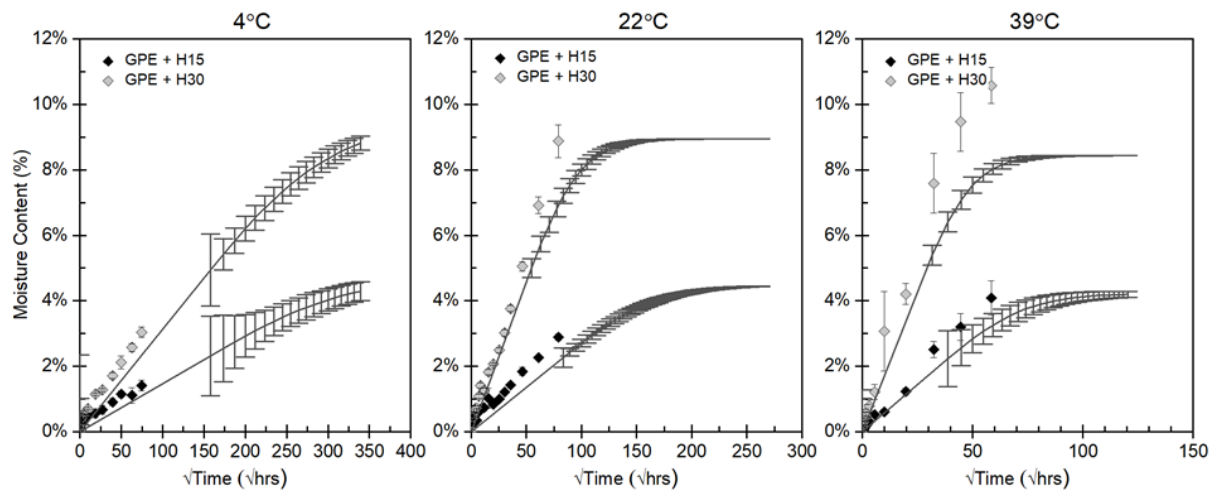 4°C
12%
10%
8%
6%
4%
2%
0%
Moisture Content (%)
GPE + H15
GPE + H30
0 50 100 150 200 250 300 350 400
√Time (√hrs)
22°C
12%
10%
8%
6%
4%
2%
0%
GPE + H15
GPE + H30
0 50 100 150 200 250 300
√Time (√hrs)
39°C
12%
10%
8%
6%
4%
2%
0%
GPE + H15
GPE + H30
0 50 100 150
√Time (√hrs)